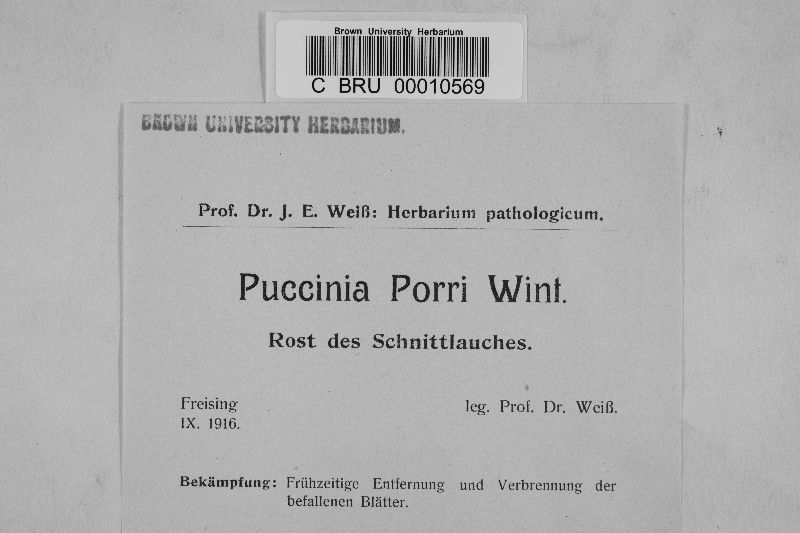 Brown University Herbarium
C BRU 00010569
BROWN UNIVERSITY HERBARIUM.
Prof. Dr. J. E. Weiß: Herbarium pathologicum.
Puccinia Porri Wint.
Rost des Schnittlauches.
Freising leg. Prof. Dr. Weiß.
IX. 1916.
Bekämpfung: Frühzeitige Entfernung und Verbrennung der
befallenen Blätter.